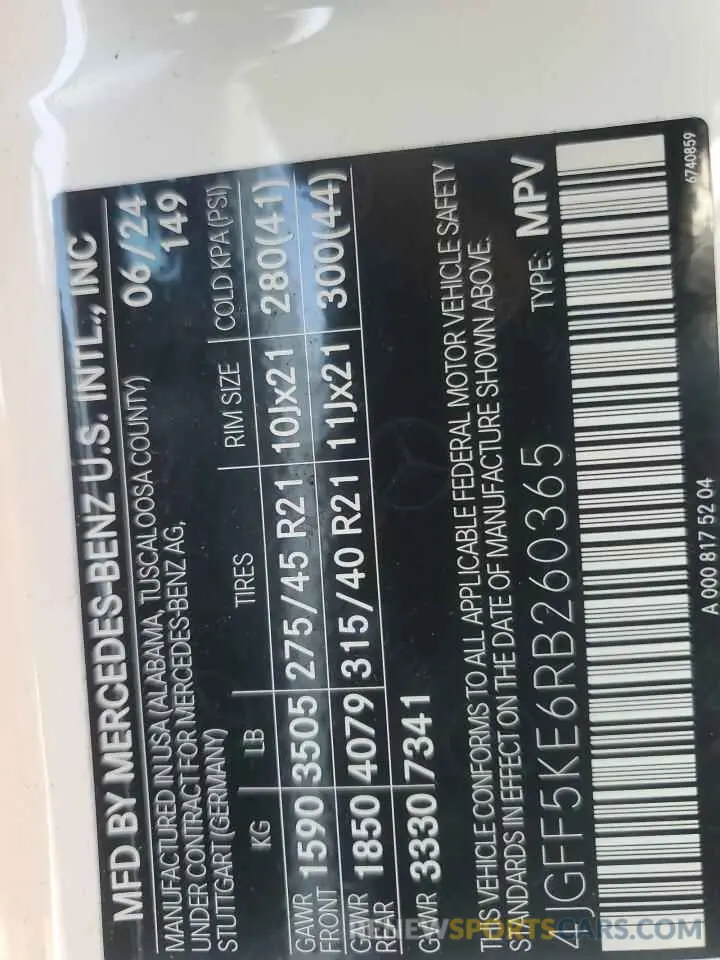 MFD BY MERCEDES-BENZ U.S. INTL., INC
MANUFACTURED IN USA (ALABAMA, TUSCALOOSA COUNTY) 06/24
UNDER CONTRACT FOR MERCEDES-BENZ AG, 149
STUTTGART (GERMANY)
KG LB TIRES RIM SIZE COLD KPA (PSI)
GAWR FRONT 1590 3505 275/45 R21 10Jx21 280(41)
GAWR REAR 1850 4079 315/40 R21 11Jx21 300(44)
GAWR 3330 7341
THIS VEHICLE CONFORMS TO ALL APPLICABLE FEDERAL MOTOR VEHICLE SAFETY
STANDARDS IN EFFECT ON THE DATE OF MANUFACTURE SHOWN ABOVE.
4JGFF5KE6RB260365 TYPE: MPV
A 000 817 52 04
6740859
RENEWSPORTSCARS.COM